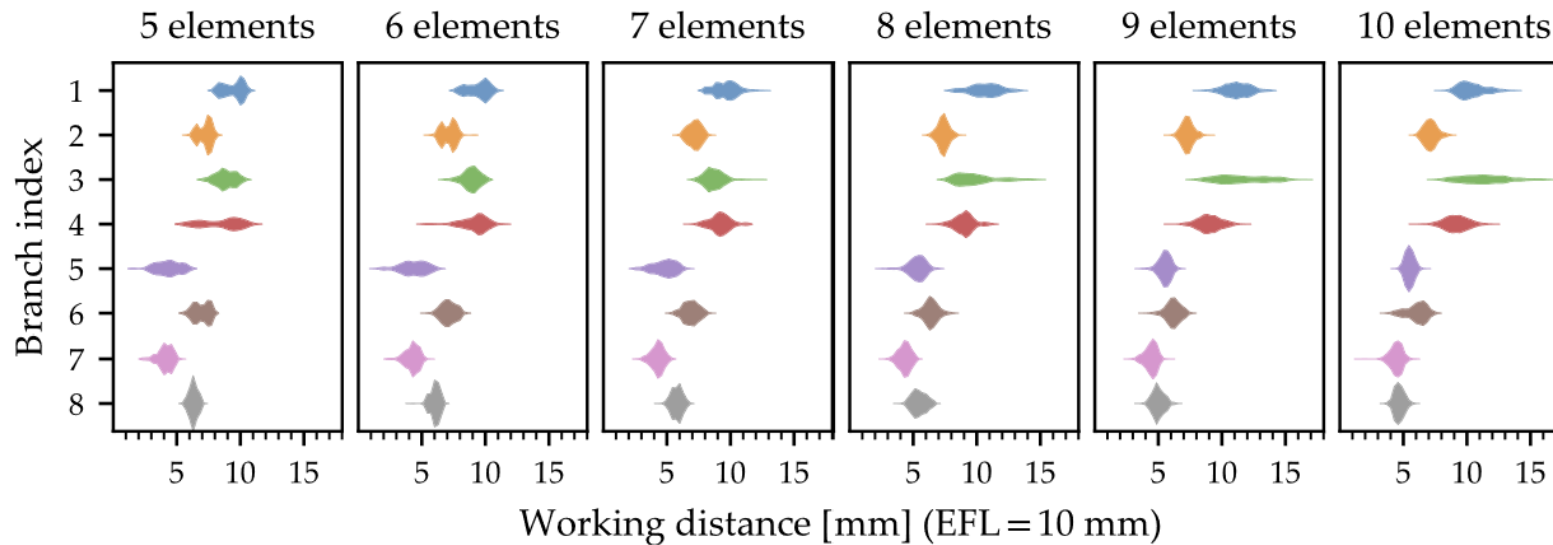 5 elements 6 elements 7 elements 8 elements 9 elements 10 elements
Branch index
1
2
3
4
5
6
7
8
5 10 15 5 10 15 5 10 15 5 10 15 5 10 15 5 10 15
Working distance [mm] (EFL = 10 mm)